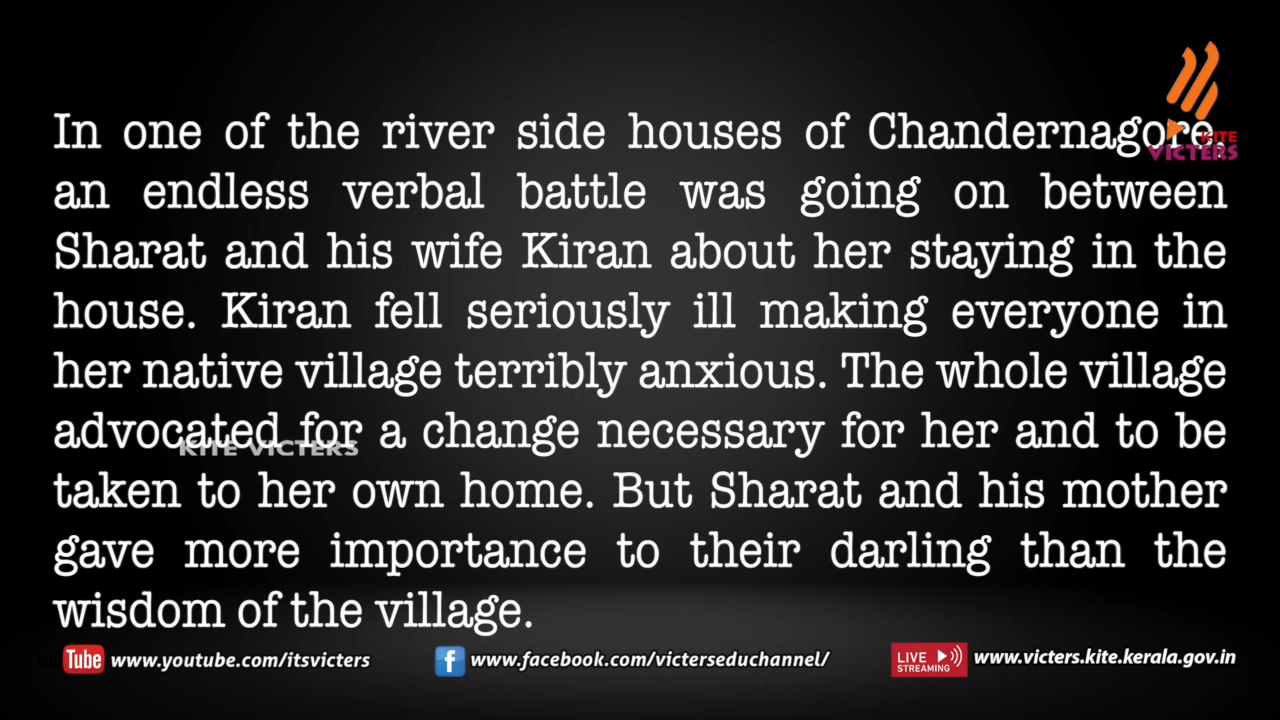 In one of the river side houses of Chandernagore,
an endless verbal battle was going on between
Sharat and his wife Kiran about her staying in the
house. Kiran fell seriously ill making everyone in
her native village terribly anxious. The whole village
advocated for a change necessary for her and to be
taken to her own home. But Sharat and his mother
gave more importance to their darling than the
wisdom of the village.
KITE
VICTERS
KITE VICTERS
You Tube www.youtube.com/itsvicters
f www.facebook.com/victerseduchannel/
LIVE STREAMING www.victers.kite.kerala.gov.in